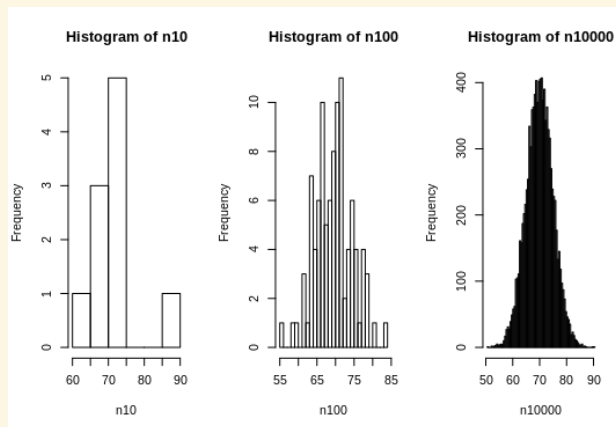 Histogram of n10
Frequency
0 1 2 3 4 5
60 70 80 90
n10
Histogram of n100
Frequency
0 2 4 6 8 10
55 65 75 85
n100
Histogram of n10000
Frequency
0 100 200 300 400
50 60 70 80 90
n10000